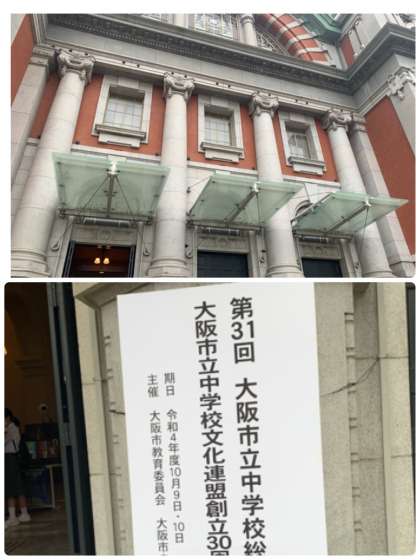 第31回 大阪市立中学校総
大阪市立中学校文化連盟創立30周
期日 令和4年度10月9日・10日
主催 大阪市教育委員会 大阪市